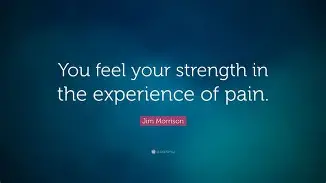 You feel your strength in
the experience of pain.
Jim Morrison